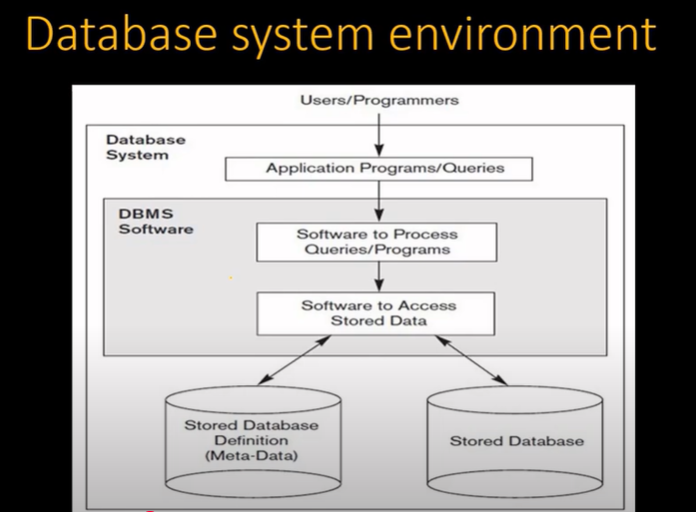 Database system environment
Users/Programmers
Database
System
Application Programs/Queries
DBMS
Software
Software to Process
Queries/Programs
Software to Access
Stored Data
Stored Database
Definition
(Meta-Data)
Stored Database